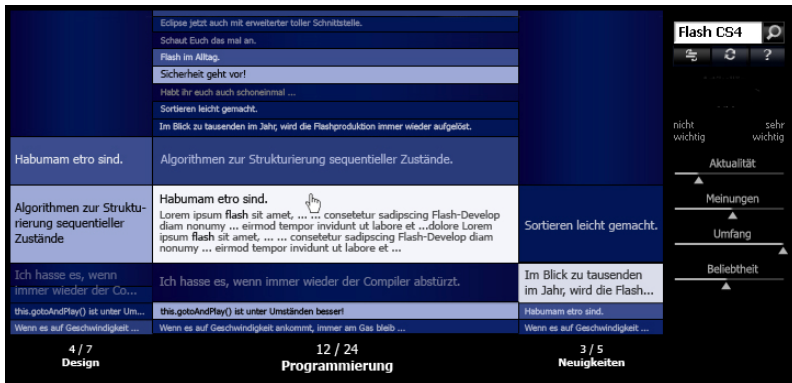 Eclipse jetzt auch mit erweiterter toller Schnittstelle.
Schaut Euch das mal an.
Flash im Alltag.
Sicherheit geht vor!
Habt ihr euch auch schoneinmal ...
Sortieren leicht gemacht.
Im Blick zu tausenden im Jahr, wird die Flashproduktion immer wieder aufgelöst.
Habumam etro sind.
Algorithmen zur Strukturierung sequentieller Zustände.
Algorithmen zur Struktu-
rierung sequentieller
Zustände
Habumam etro sind.
Lorem ipsum flash sit amet, ... ... consetetur sadipscing Flash-Develop
diam nonumy ... eirmod tempor invidunt ut labore et ...dolore Lorem
ipsum flash sit amet, ... ... consetetur sadipscing Flash-Develop diam
nonumy ... eirmod tempor invidunt ut labore et ...
Sortieren leicht gemacht.
Ich hasse es, wenn
immer wieder der Co...
Ich hasse es, wenn immer wieder der Compiler abstürzt.
Im Blick zu tausenden
im Jahr, wird die Flash...
this.gotoAndPlay() ist unter Um...
this.gotoAndPlay() ist unter Umständen besser!
Habumam etro sind.
Wenn es auf Geschwindigkeit ...
Wenn es auf Geschwindigkeit ankommt, immer am Gas bleib ...
Wenn es auf Geschwindigkeit ...
4 / 7
Design
12 / 24
Programmierung
3 / 5
Neuigkeiten
Flash CS4
?
nicht wichtig
sehr wichtig
Aktualität
Meinungen
Umfang
Beliebtheit